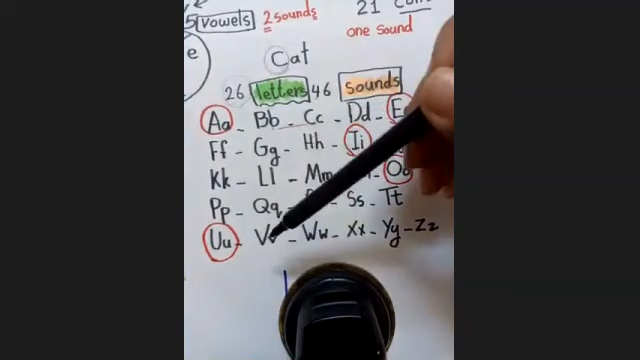 5 vowels 2 sounds 21
one sound
e
Cat
26 letters 46 sounds
Aa - Bb - Cc - Dd - E
Ff - Gg - Hh - Ii
Kk - Ll - Mm - Oo
Pp - Qq - Ss - Tt
Uu - Vv - Ww - Xx - Yy - Zz